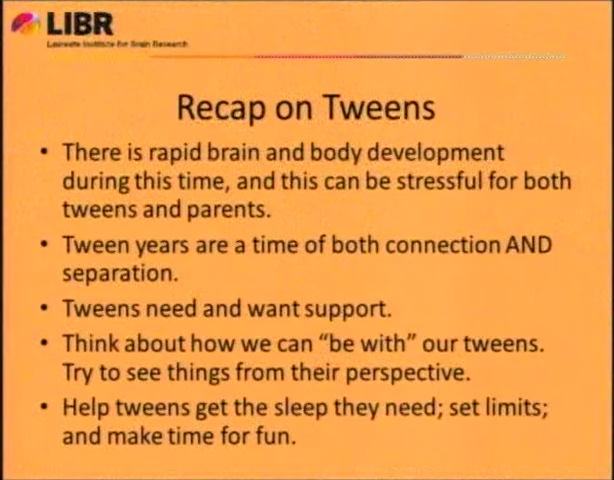 LIBR
Laureate Institute for Brain Research
Recap on Tweens
• There is rapid brain and body development
during this time, and this can be stressful for both
tweens and parents.
• Tween years are a time of both connection AND
separation.
• Tweens need and want support.
• Think about how we can “be with” our tweens.
Try to see things from their perspective.
• Help tweens get the sleep they need; set limits;
and make time for fun.